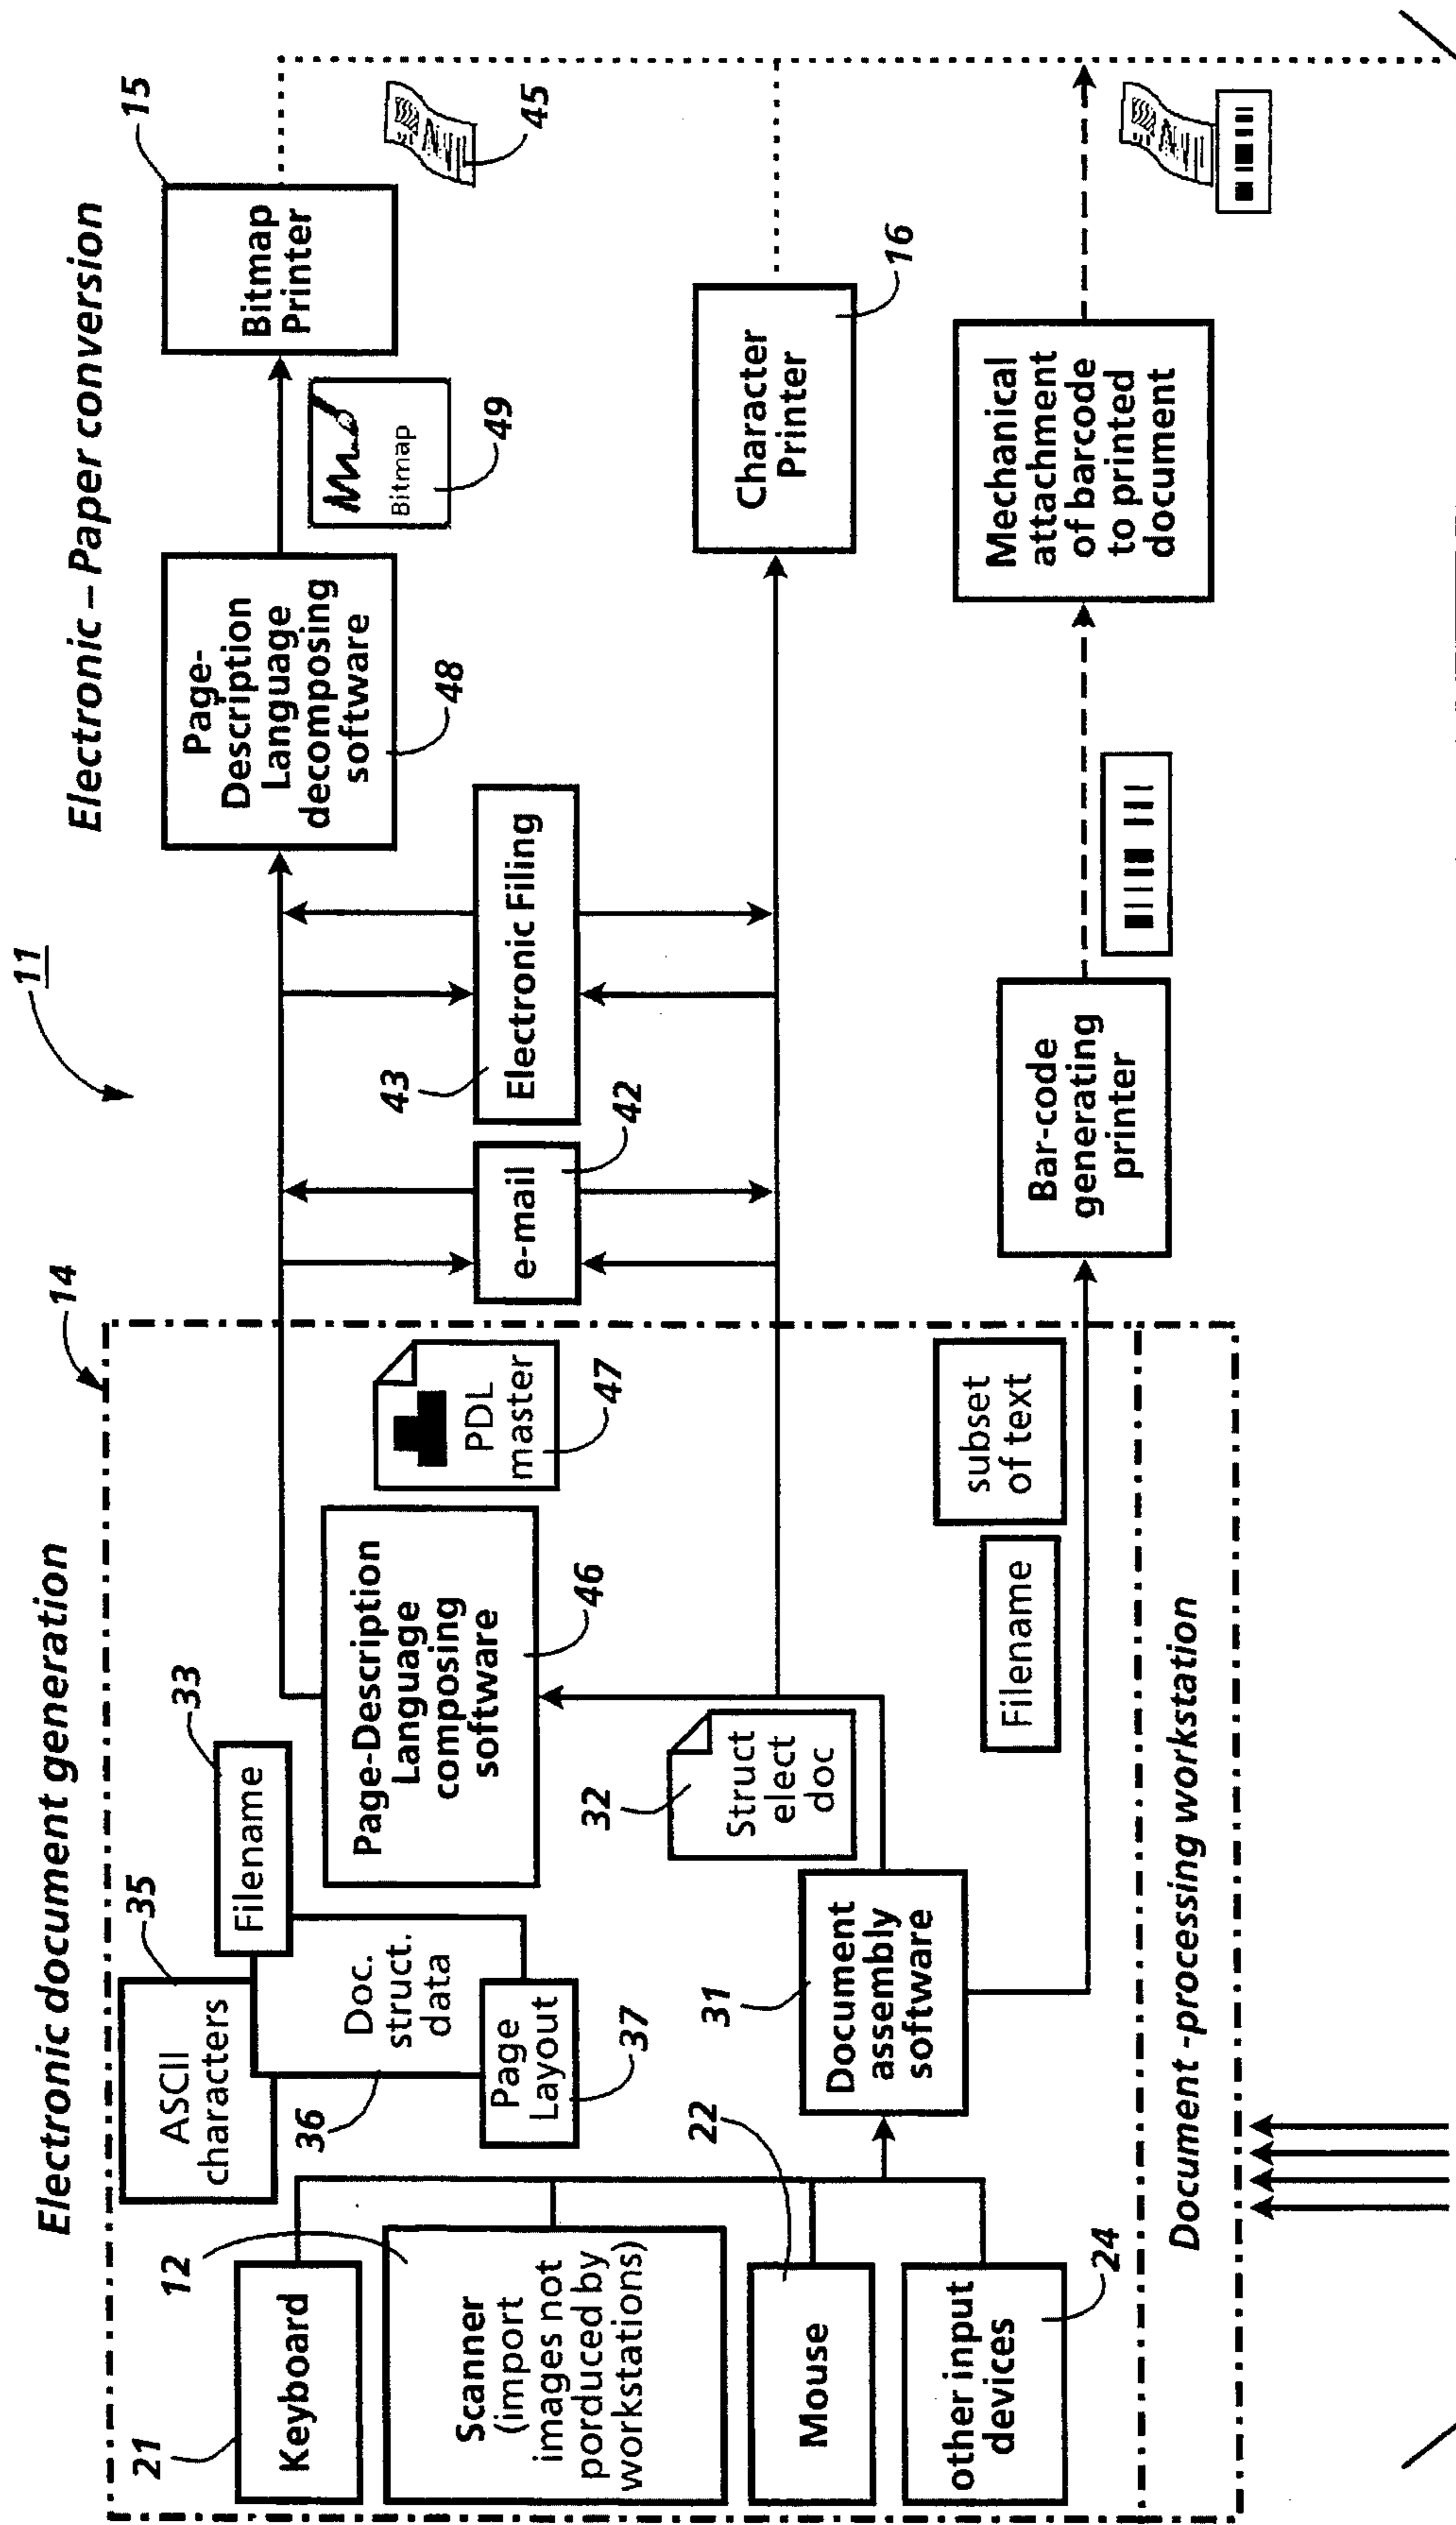 11
Electronic document generation
Electronic – Paper conversion
14
35
ASCII
characters
33
Filename
36
Doc.
struct.
data
Page
Layout
37
21
Keyboard
12
Scanner
(import
images not
porduced by
workstations)
22
Mouse
other input
devices
24
31
Document
assembly
software
32
Struct
elect
doc
Page-Description
Language
composing
software
46
PDL
master
47
Filename
subset
of text
Document -processing workstation
e-mail
42
43
Electronic Filing
Page-
Description
Language
decomposing
software
48
Bitmap
49
Bitmap
Printer
15
45
Character
Printer
16
Bar-code
generating
printer
Mechanical
attachment
of barcode
to printed
document